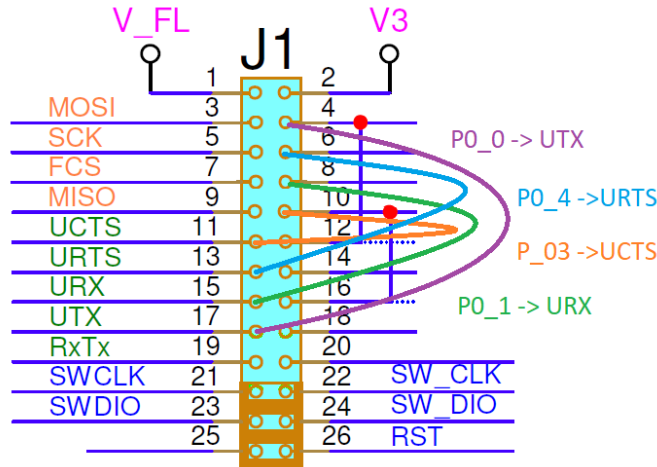 V_FL J1 V3
1 2
MOSI 3 4
SCK 5 6 P0_0 -> UTX
FCS 7 8
MISO 9 10 P0_4 ->URTS
UCTS 11 12 P_03 ->UCTS
URTS 13 14
URX 15 16 P0_1 -> URX
UTX 17 18
RxTx 19 20
SWCLK 21 22 SW_CLK
SWDIO 23 24 SW_DIO
25 26 RST